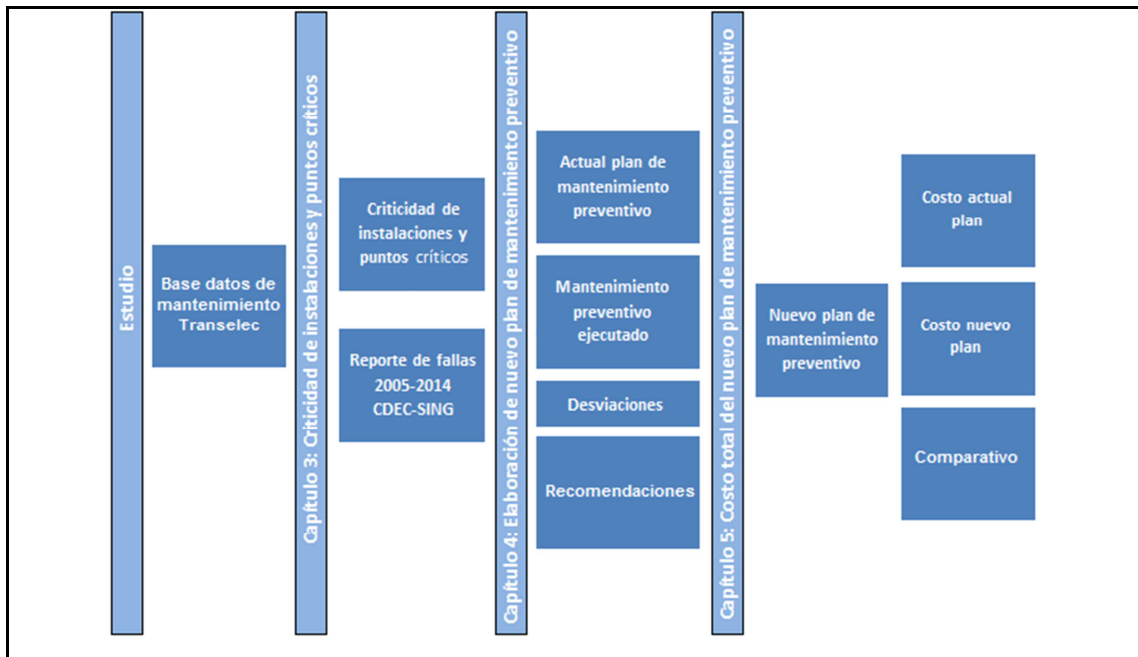 Estudio
Base datos de
mantenimiento
Transelec
Capítulo 3: Criticidad de instalaciones y puntos críticos
Criticidad de
instalaciones y
puntos críticos
Reporte de fallas
2005-2014
CDEC-SING
Capítulo 4: Elaboración de nuevo plan de mantenimiento preventivo
Actual plan de
mantenimiento
preventivo
Mantenimiento
preventivo
ejecutado
Desviaciones
Recomendaciones
Capítulo 5: Costo total del nuevo plan de mantenimiento preventivo
Nuevo plan de
mantenimiento
preventivo
Costo actual
plan
Costo nuevo
plan
Comparativo